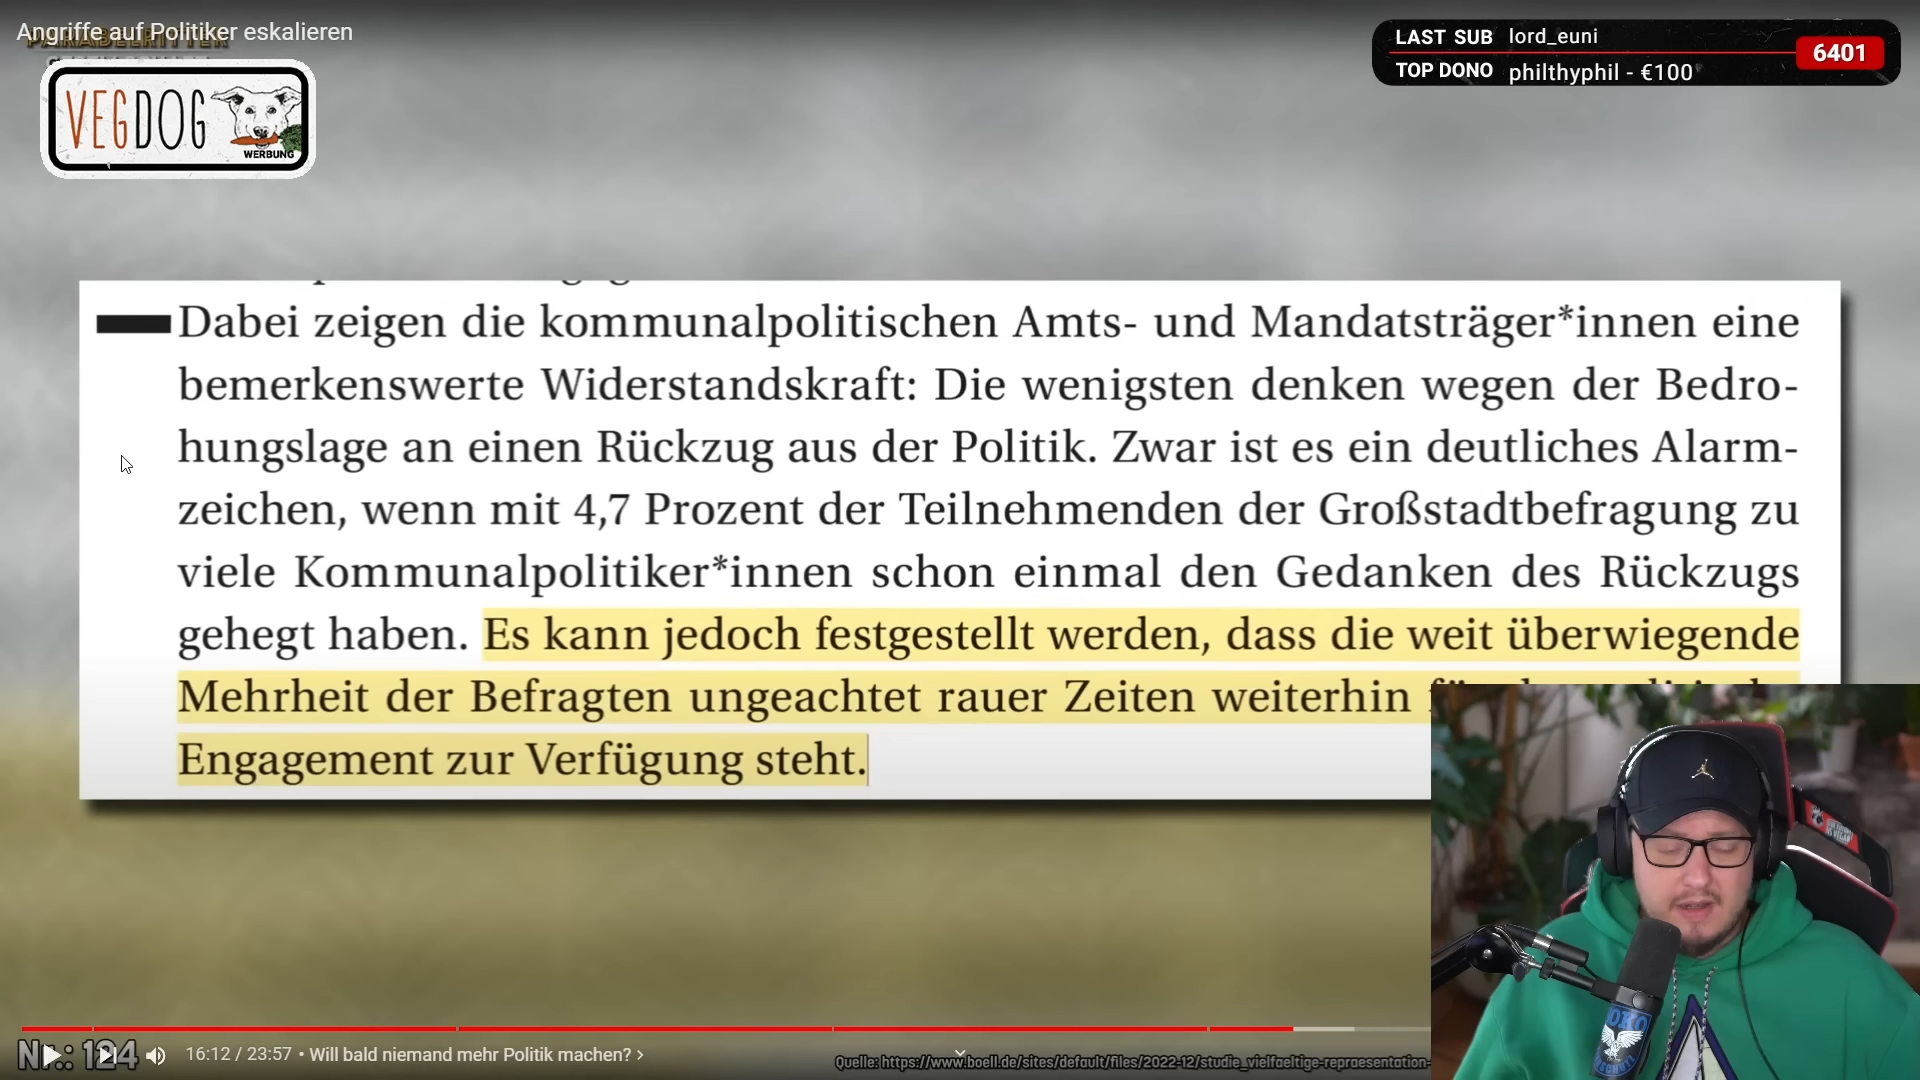 Angriffe auf Politiker eskalieren
VEGDOG
WERBUNG
LAST SUB lord_euni
TOP DONO philthyphil - €100
6401
Dabei zeigen die kommunalpolitischen Amts- und Mandatsträger*innen eine
bemerkenswerte Widerstandskraft: Die wenigsten denken wegen der Bedro-
hungslage an einen Rückzug aus der Politik. Zwar ist es ein deutliches Alarm-
zeichen, wenn mit 4,7 Prozent der Teilnehmenden der Großstadtbefragung zu
viele Kommunalpolitiker*innen schon einmal den Gedanken des Rückzugs
gehegt haben. Es kann jedoch festgestellt werden, dass die weit überwiegende
Mehrheit der Befragten ungeachtet rauer Zeiten weiterhin
Engagement zur Verfügung steht.
Nr.: 124
16:12 / 23:57 • Will bald niemand mehr Politik machen?
Quelle: https://www.boell.de/sites/default/files/2022-12/studie_vielfaeltige-repraesentation-